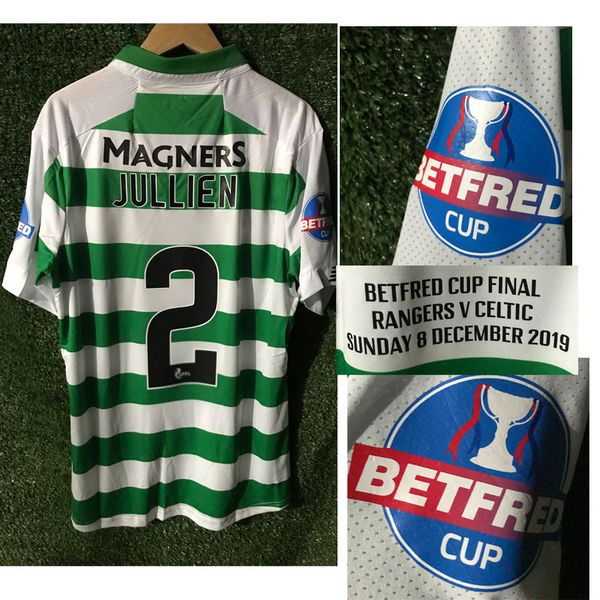 MAGNERS
JULLIEN
2
BETFRED
CUP
BETFRED CUP FINAL
RANGERS V CELTIC
SUNDAY 8 DECEMBER 2019
BETFRED
CUP